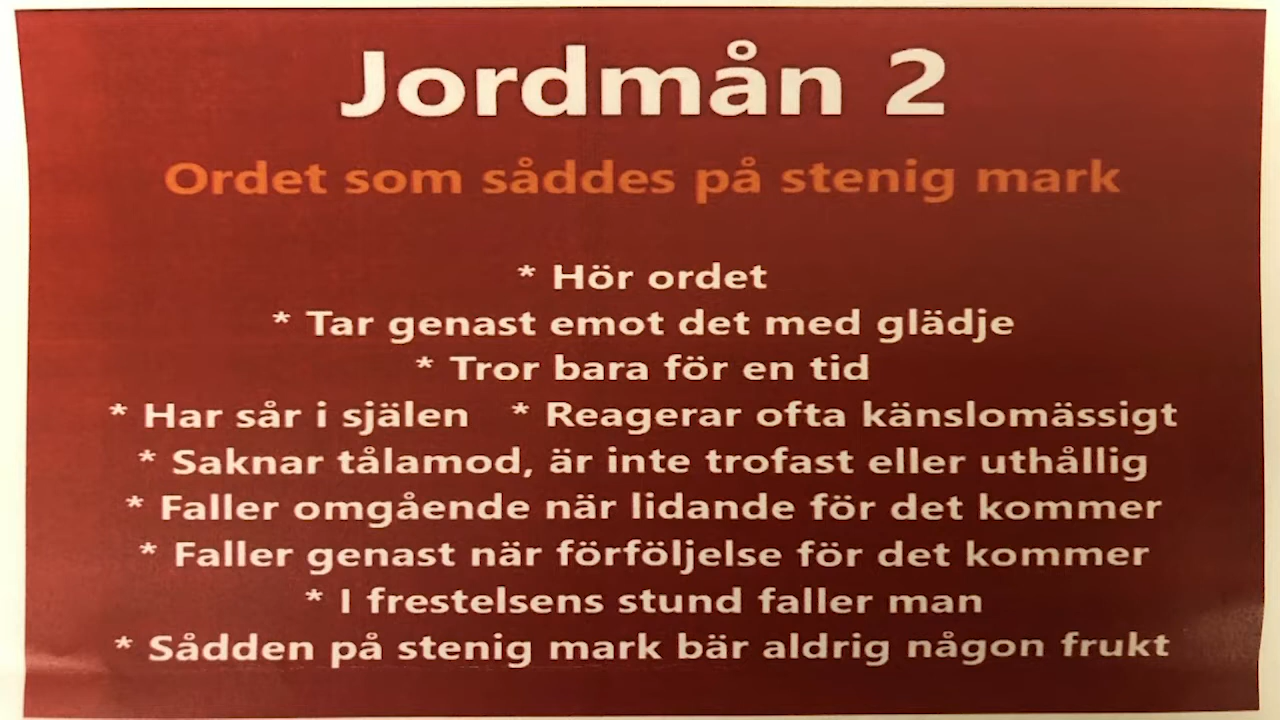 Jordmån 2
Ordet som såddes på stenig mark
* Hör ordet
* Tar genast emot det med glädje
* Tror bara för en tid
* Har sår i själen * Reagerar ofta känslomässigt
* Saknar tålamod, är inte trofast eller uthållig
* Faller omgående när lidande för det kommer
* Faller genast när förföljelse för det kommer
* I frestelsens stund faller man
* Sådden på stenig mark bär aldrig någon frukt